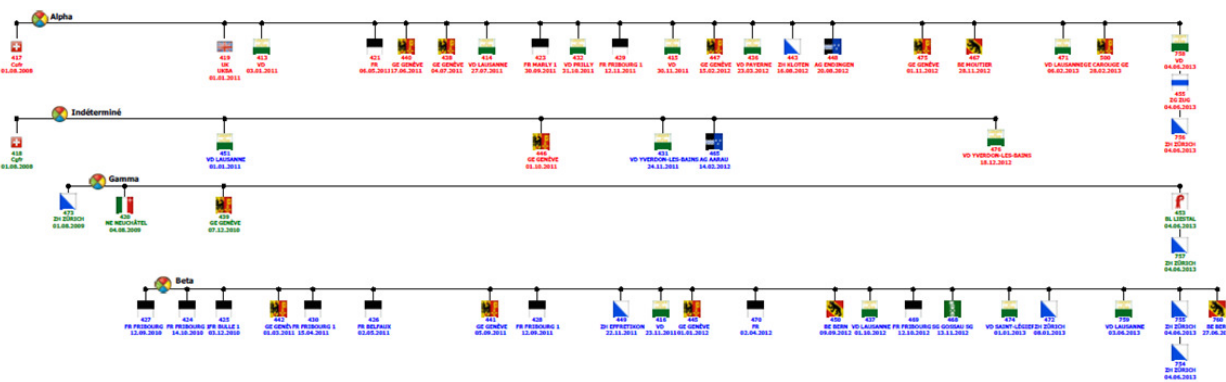 Alpha
417
Cgfr
01.08.2008
419
UK
UKBA
01.01.2011
413
VD
03.01.2011
421
FR
06.05.2011
440
GE GENÈVE
17.06.2011
438
GE GENÈVE
04.07.2011
414
VD LAUSANNE
27.07.2011
423
FR MARLY 1
30.09.2011
432
VD PRILLY
21.10.2011
429
FR FRIBOURG 1
12.11.2011
415
VD
30.11.2011
447
GE GENÈVE
15.02.2012
436
VD PAYERNE
23.03.2012
443
ZH KLOTEN
16.08.2012
448
AG ENDINGEN
20.08.2012
475
GE GENÈVE
01.11.2012
467
BE MOUTIER
28.11.2012
471
VD LAUSANNE
06.02.2013
500
GE CAROUGE GE
28.02.2013
758
VD
04.06.2013
455
ZG ZUG
04.06.2013
756
ZH ZÜRICH
04.06.2013
Indéterminé
418
Cgfr
01.08.2008
451
VD LAUSANNE
01.01.2011
446
GE GENÈVE
01.10.2011
431
VD YVERDON-LES-BAINS
24.11.2011
465
AG AARAU
14.02.2012
476
VD YVERDON-LES-BAINS
18.12.2012
Gamma
473
ZH ZÜRICH
01.08.2009
420
NE NEUCHÂTEL
04.08.2009
439
GE GENÈVE
07.12.2010
453
BL LIESTAL
04.06.2013
757
ZH ZÜRICH
04.06.2013
Beta
427
FR FRIBOURG
12.09.2010
424
FR FRIBOURG
14.10.2010
425
FR BULLE 1
03.12.2010
442
GE GENÈVE
01.03.2011
430
FR FRIBOURG 1
15.04.2011
426
FR BELFAUX
02.05.2011
441
GE GENÈVE
05.09.2011
428
FR FRIBOURG 1
12.09.2011
449
ZH EFFRETIKON
22.11.2011
416
VD
23.11.2011
445
GE GENÈVE
01.01.2012
470
FR
02.04.2012
450
BE BERN
09.09.2012
437
VD LAUSANNE
01.10.2012
469
FR FRIBOURG
12.10.2012
468
SG GOSSAU SG
13.11.2012
474
VD SAINT-LÉGIER
01.01.2013
472
ZH ZÜRICH
08.01.2013
759
VD LAUSANNE
03.06.2013
755
ZH ZÜRICH
04.06.2013
754
ZH ZÜRICH
04.06.2013
760
BE BER
27.06.20